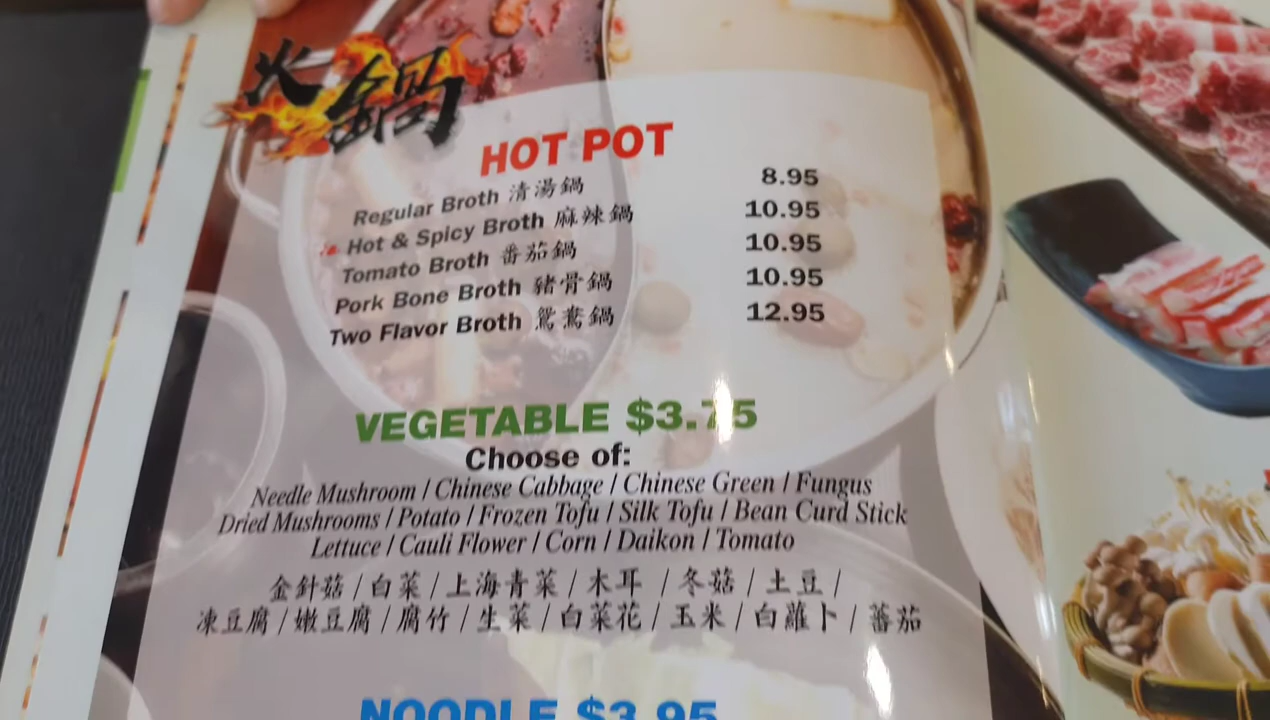 火鍋
HOT POT
Regular Broth 清湯鍋 8.95
Hot & Spicy Broth 麻辣鍋 10.95
Tomato Broth 番茄鍋 10.95
Pork Bone Broth 豬骨鍋 10.95
Two Flavor Broth 鴛鴦鍋 12.95
VEGETABLE $3.75
Choose of:
Needle Mushroom / Chinese Cabbage / Chinese Green / Fungus
Dried Mushrooms / Potato / Frozen Tofu / Silk Tofu / Bean Curd Stick
Lettuce / Cauli Flower / Corn / Daikon / Tomato
金針菇 / 白菜 / 上海青菜 / 木耳 / 冬菇 / 土豆 /
凍豆腐 / 嫩豆腐 / 腐竹 / 生菜 / 白菜花 / 玉米 / 白蘿卜 / 蕃茄
NOODLE $3.95